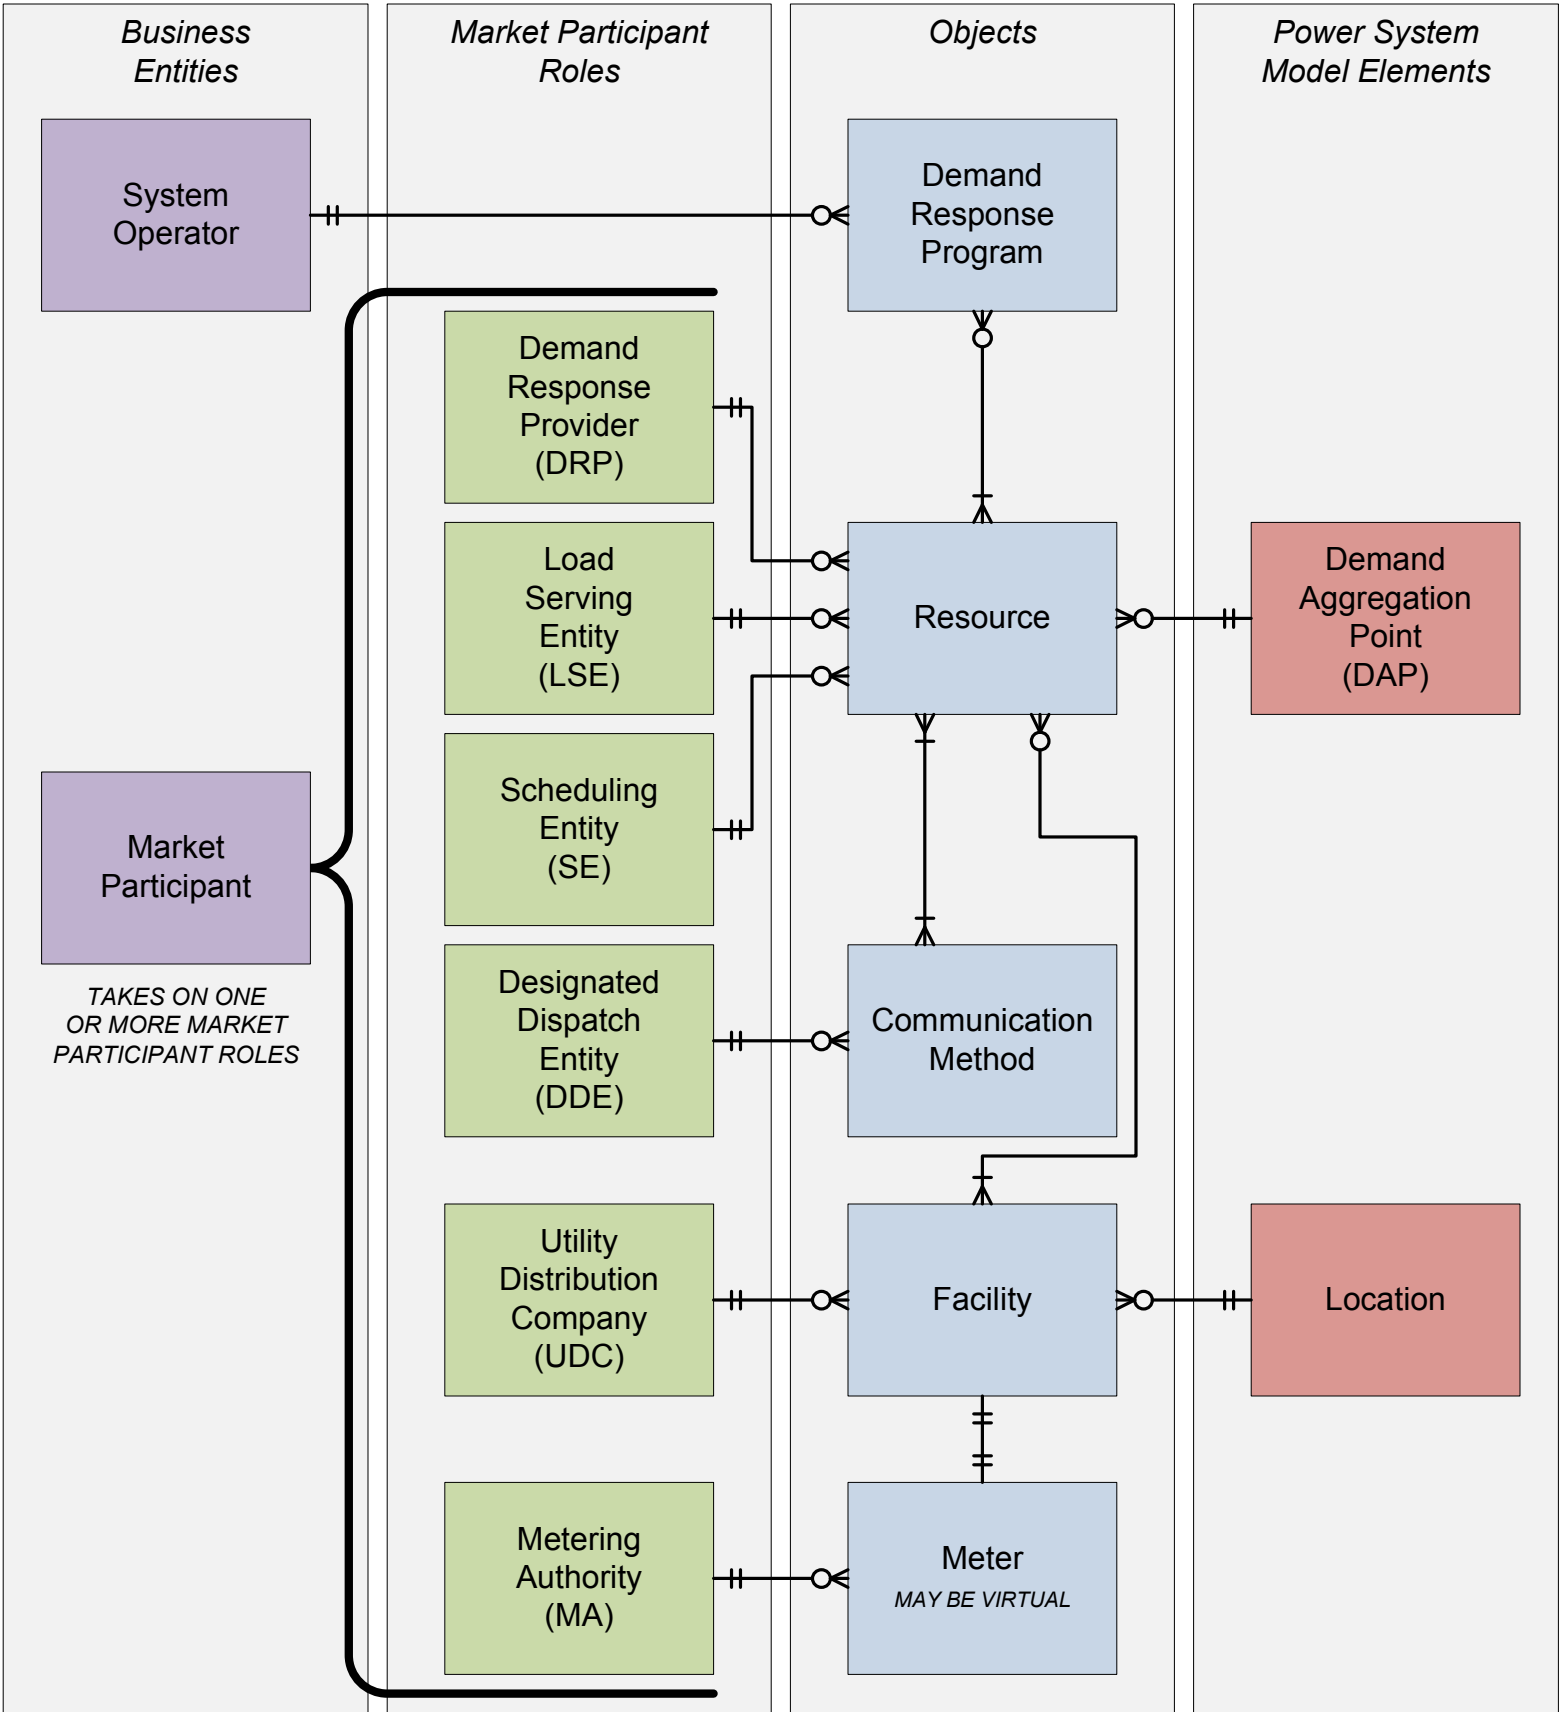 Business
Entities
Market Participant
Roles
Objects
Power System
Model Elements
System
Operator
Demand
Response
Program
Demand
Response
Provider
(DRP)
Load
Serving
Entity
(LSE)
Resource
Demand
Aggregation
Point
(DAP)
Scheduling
Entity
(SE)
Market
Participant
TAKES ON ONE
OR MORE MARKET
PARTICIPANT ROLES
Designated
Dispatch
Entity
(DDE)
Communication
Method
Utility
Distribution
Company
(UDC)
Facility
Location
Metering
Authority
(MA)
Meter
MAY BE VIRTUAL